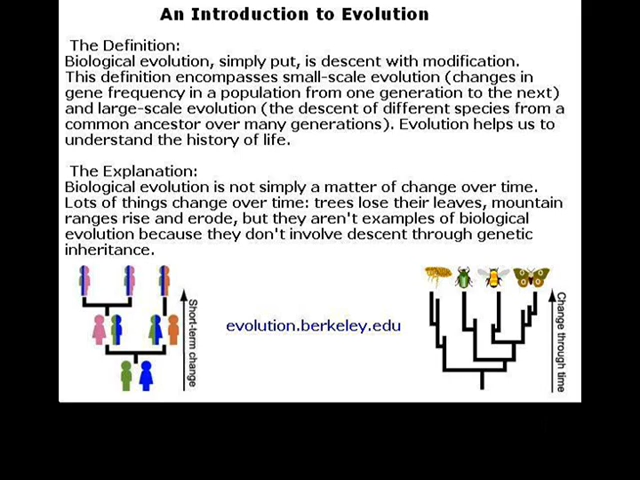 An Introduction to Evolution
The Definition:
Biological evolution, simply put, is descent with modification.
This definition encompasses small-scale evolution (changes in
gene frequency in a population from one generation to the next)
and large-scale evolution (the descent of different species from a
common ancestor over many generations). Evolution helps us to
understand the history of life.
The Explanation:
Biological evolution is not simply a matter of change over time.
Lots of things change over time: trees lose their leaves, mountain
ranges rise and erode, but they aren't examples of biological
evolution because they don't involve descent through genetic
inheritance.
Short-term change
evolution.berkeley.edu
Change through time